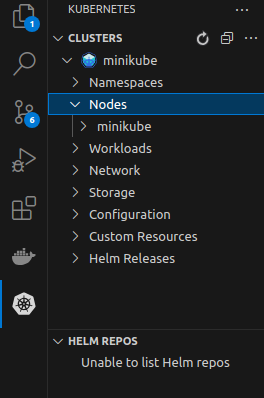 KUBERNETES
1
CLUSTERS
minikube
Namespaces
Nodes
minikube
6
Workloads
Network
Storage
Configuration
Custom Resources
Helm Releases
HELM REPOS
Unable to list Helm repos